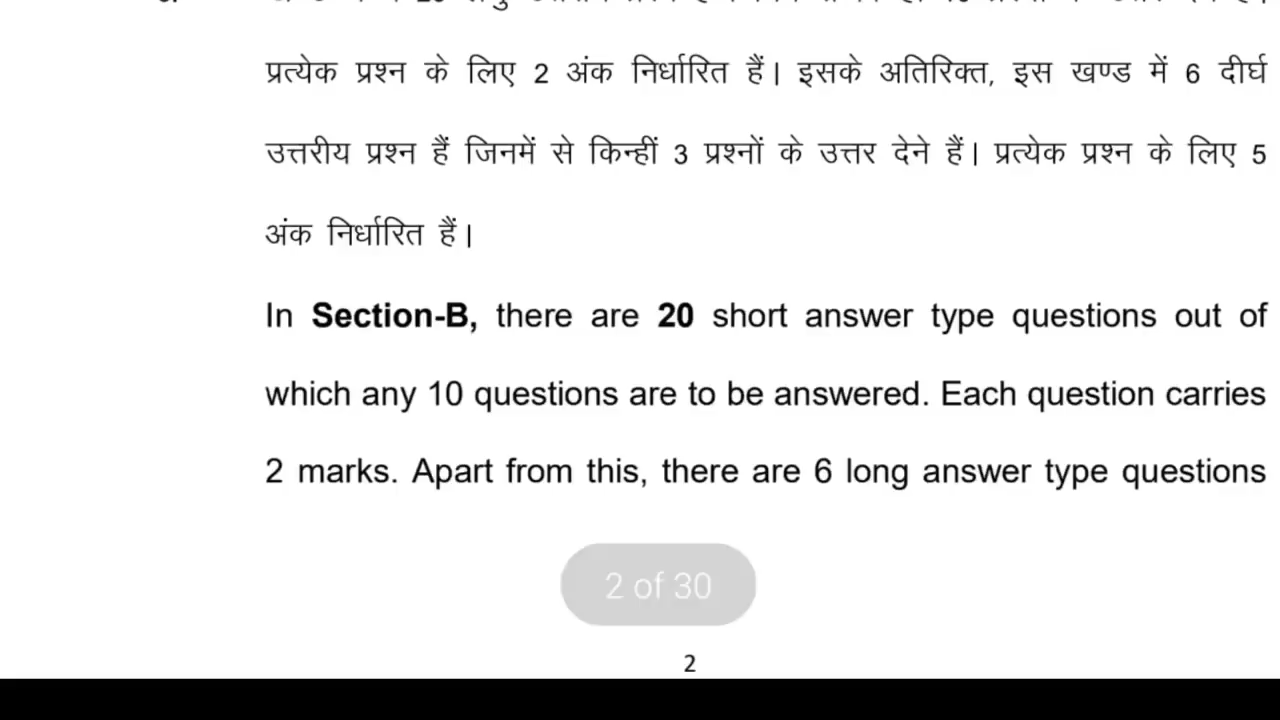 प्रत्येक प्रश्न के लिए 2 अंक निर्धारित हैं। इसके अतिरिक्त, इस खण्ड में 6 दीर्घ
उत्तरीय प्रश्न हैं जिनमें से किन्हीं 3 प्रश्नों के उत्तर देने हैं। प्रत्येक प्रश्न के लिए 5
अंक निर्धारित हैं।
In Section-B, there are 20 short answer type questions out of
which any 10 questions are to be answered. Each question carries
2 marks. Apart from this, there are 6 long answer type questions
2 of 30
2